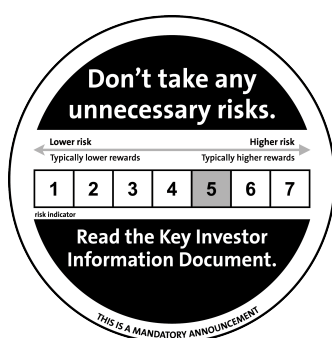 Don't take any
unnecessary risks.
Lower risk Higher risk
Typically lower rewards Typically higher rewards
1 2 3 4 5 6 7
risk indicator
Read the Key Investor
Information Document.
THIS IS A MANDATORY ANNOUNCEMENT